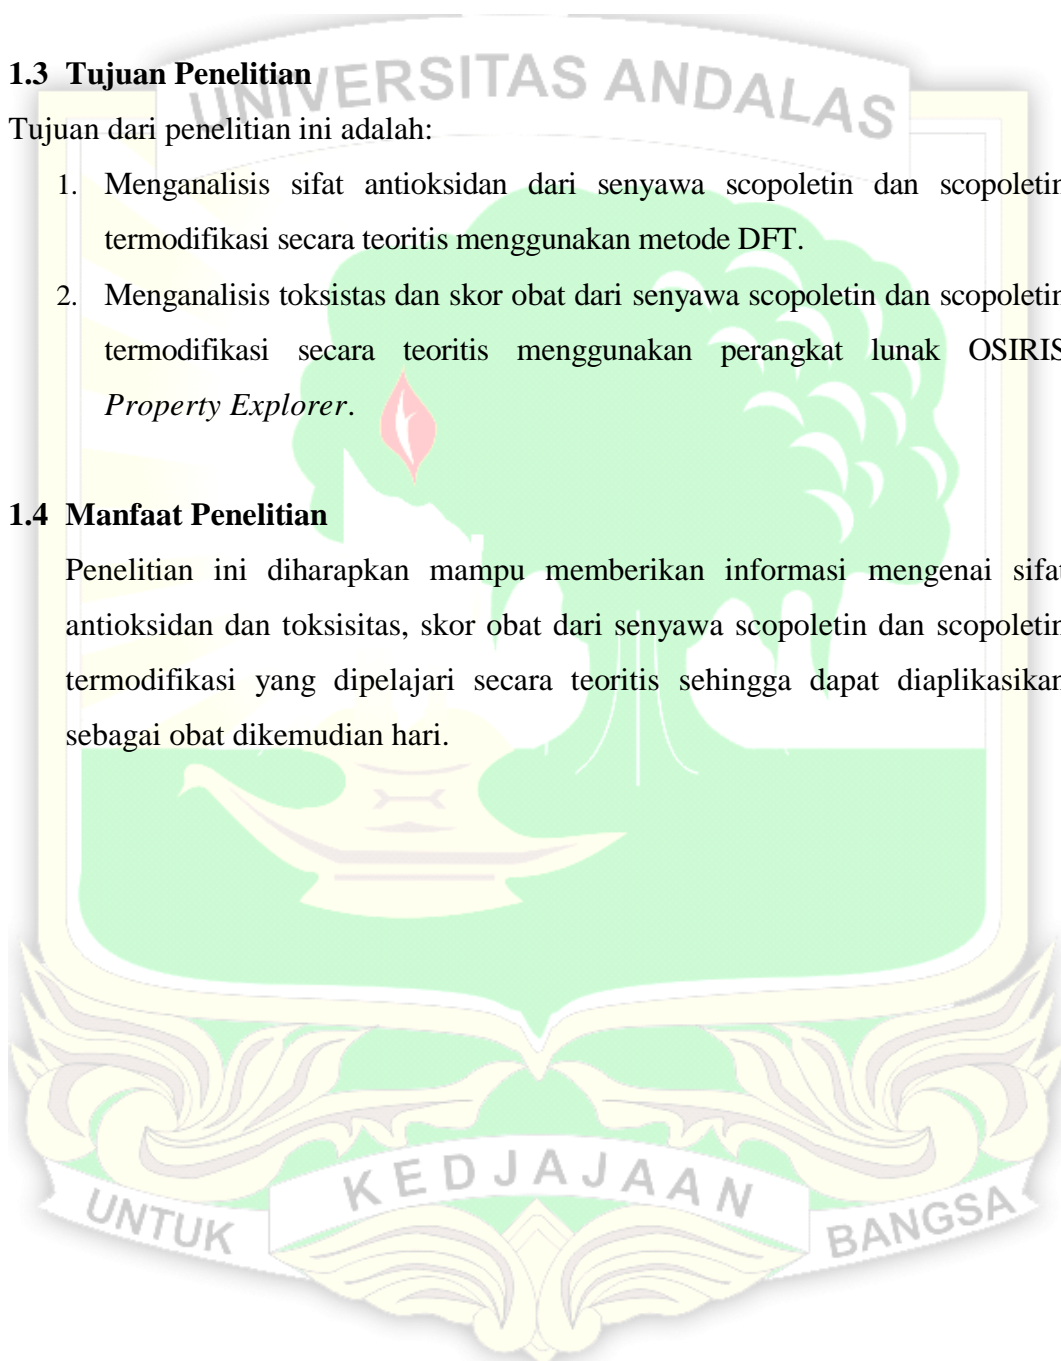 UNIVERSITAS ANDALAS
1.3 Tujuan Penelitian
Tujuan dari penelitian ini adalah:
1. Menganalisis sifat antioksidan dari senyawa scopoletin dan scopoletin
termodifikasi secara teoritis menggunakan metode DFT.
2. Menganalisis toksistas dan skor obat dari senyawa scopoletin dan scopoletin
termodifikasi secara teoritis menggunakan perangkat lunak OSIRIS
Property Explorer.
1.4 Manfaat Penelitian
Penelitian ini diharapkan mampu memberikan informasi mengenai sifat
antioksidan dan toksisitas, skor obat dari senyawa scopoletin dan scopoletin
termodifikasi yang dipelajari secara teoritis sehingga dapat diaplikasikan
sebagai obat dikemudian hari.
UNTUK KEDJAJAAN BANGSA